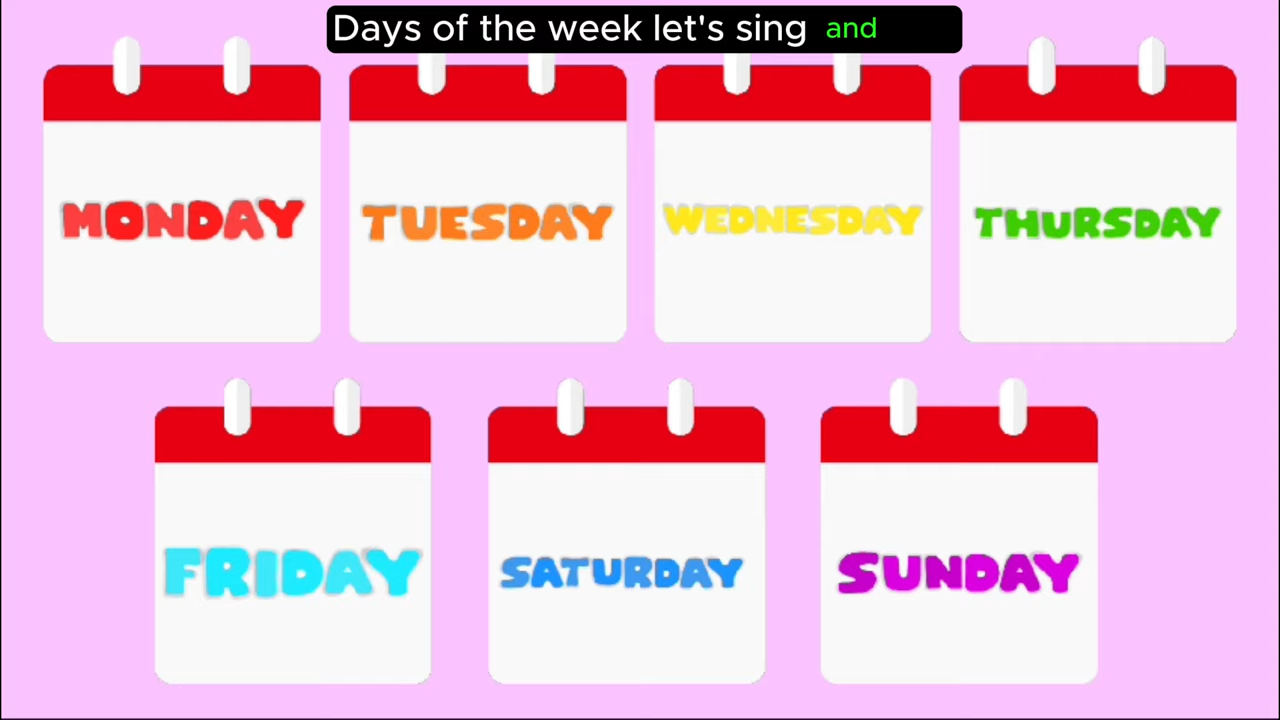 Days of the week let's sing and
MONDAY
TUESDAY
WEDNESDAY
THURSDAY
FRIDAY
SATURDAY
SUNDAY